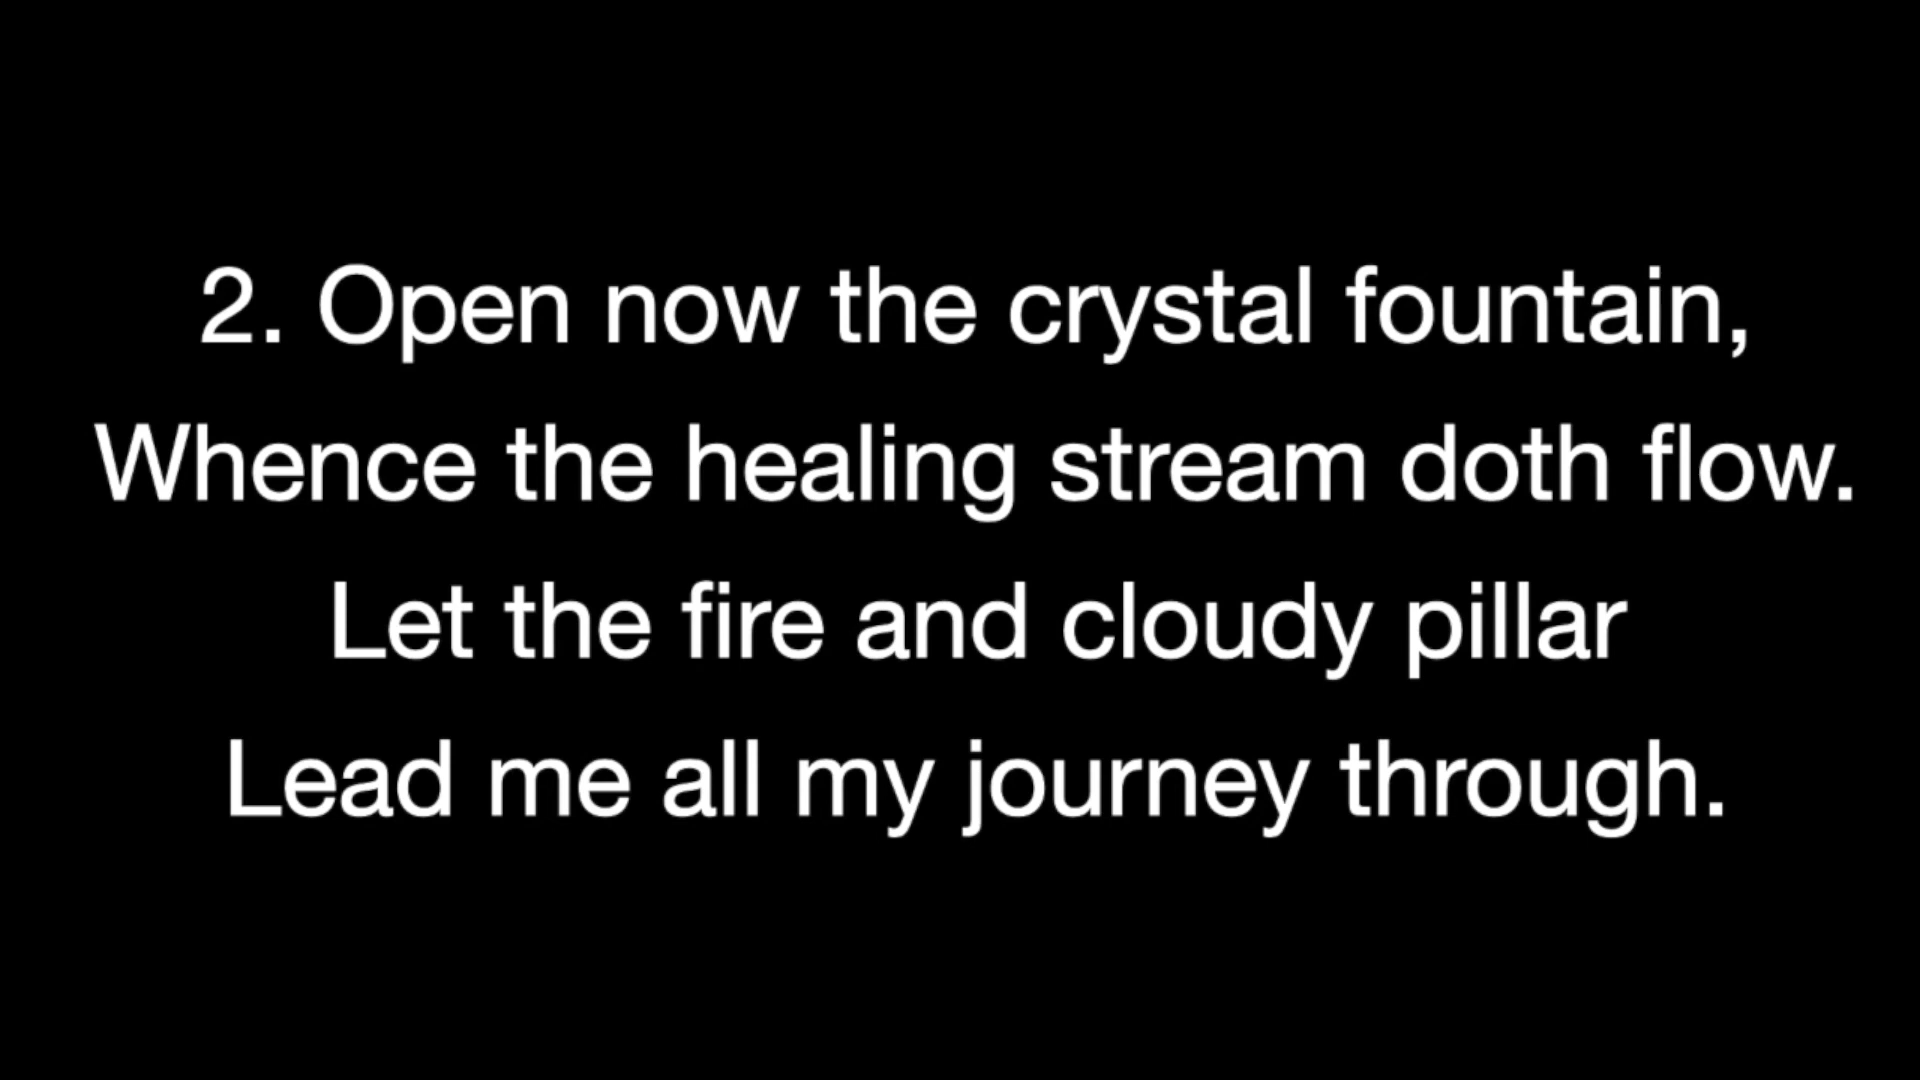 2. Open now the crystal fountain,
Whence the healing stream doth flow.
Let the fire and cloudy pillar
Lead me all my journey through.